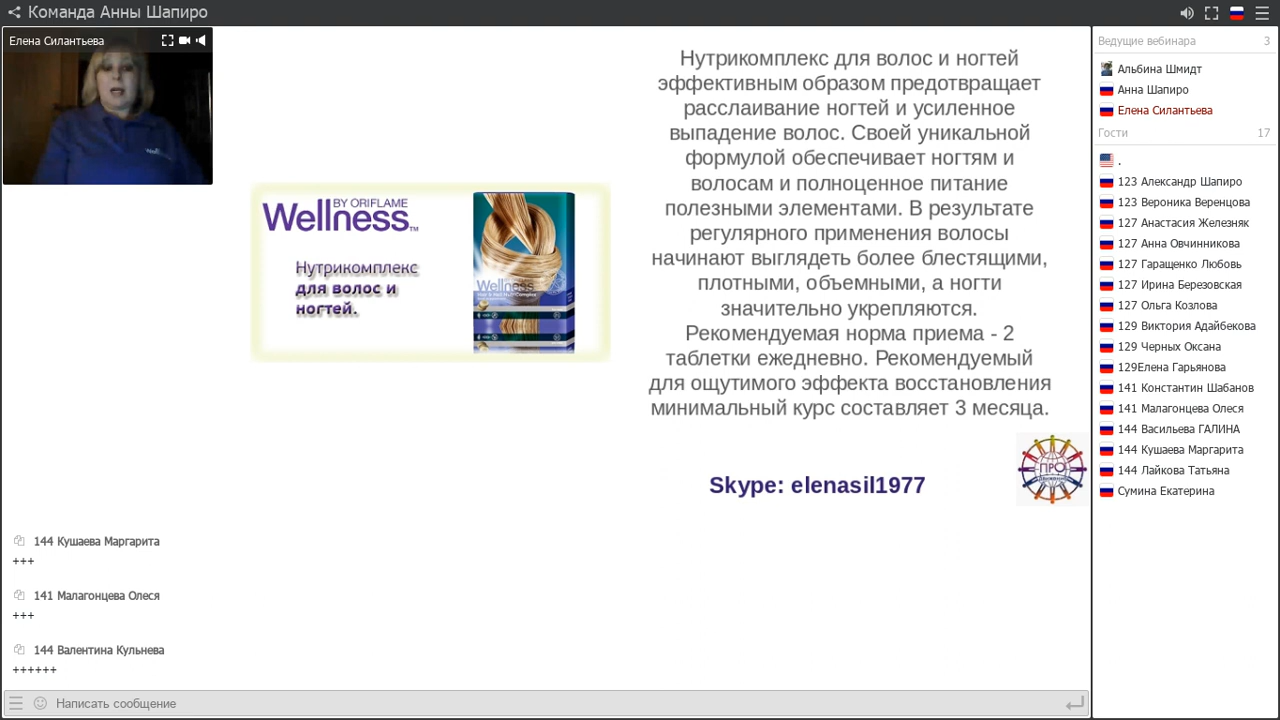 Команда Анны Шапиро
Елена Силантьева
Wellness
BY ORIFLAME
Wellness™
Нутрикомплекс
для волос и
ногтей.
Wellness
Hair & Nail NutriComplex
Нутрикомплекс для волос и ногтей
эффективным образом предотвращает
расслаивание ногтей и усиленное
выпадение волос. Своей уникальной
формулой обеспечивает ногтям и
волосам и полноценное питание
полезными элементами. В результате
регулярного применения волосы
начинают выглядеть более блестящими,
плотными, объемными, а ногти
значительно укрепляются.
Рекомендуемая норма приема - 2
таблетки ежедневно. Рекомендуемый
для ощутимого эффекта восстановления
минимальный курс составляет 3 месяца.
ПРО
Skype: elenasil1977
144 Кушаева Маргарита
+++
141 Малагонцева Олеся
+++
144 Валентина Кульнева
++++++
Написать сообщение
Ведущие вебинара 3
Альбина Шмидт
Анна Шапиро
Елена Силантьева
Гости 17
.
123 Александр Шапиро
123 Вероника Веренцова
127 Анастасия Железняк
127 Анна Овчинникова
127 Гаращенко Любовь
127 Ирина Березовская
127 Ольга Козлова
129 Виктория Адайбекова
129 Черных Оксана
129Елена Гарьянова
141 Константин Шабанов
141 Малагонцева Олеся
144 Васильева ГАЛИНА
144 Кушаева Маргарита
144 Лайкова Татьяна
Сумина Екатерина